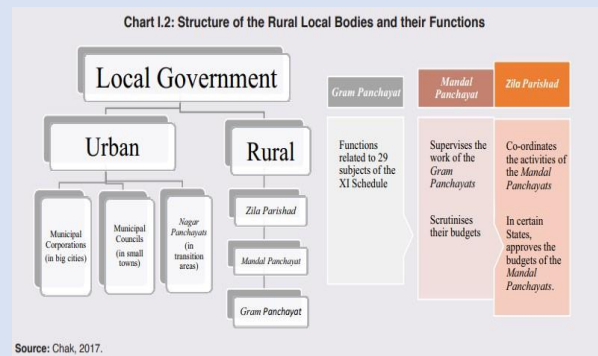 Chart I.2: Structure of the Rural Local Bodies and their Functions
Local Government
Urban
Rural
Municipal
Corporations
(in big cities)
Municipal
Councils
(in small
towns)
Nagar
Panchayats
(in
transition
areas)
Zila Parishad
Mandal Panchayat
Gram Panchayat
Gram Panchayat
Functions
related to 29
subjects of the
XI Schedule
Mandal
Panchayat
Supervises the
work of the
Gram
Panchayats
Scrutinises
their budgets
Zila Parishad
Co-ordinates
the activities of
the Mandal
Panchayats
In certain
States,
approves the
budgets of the
Mandal
Panchayats.
Source: Chak, 2017.